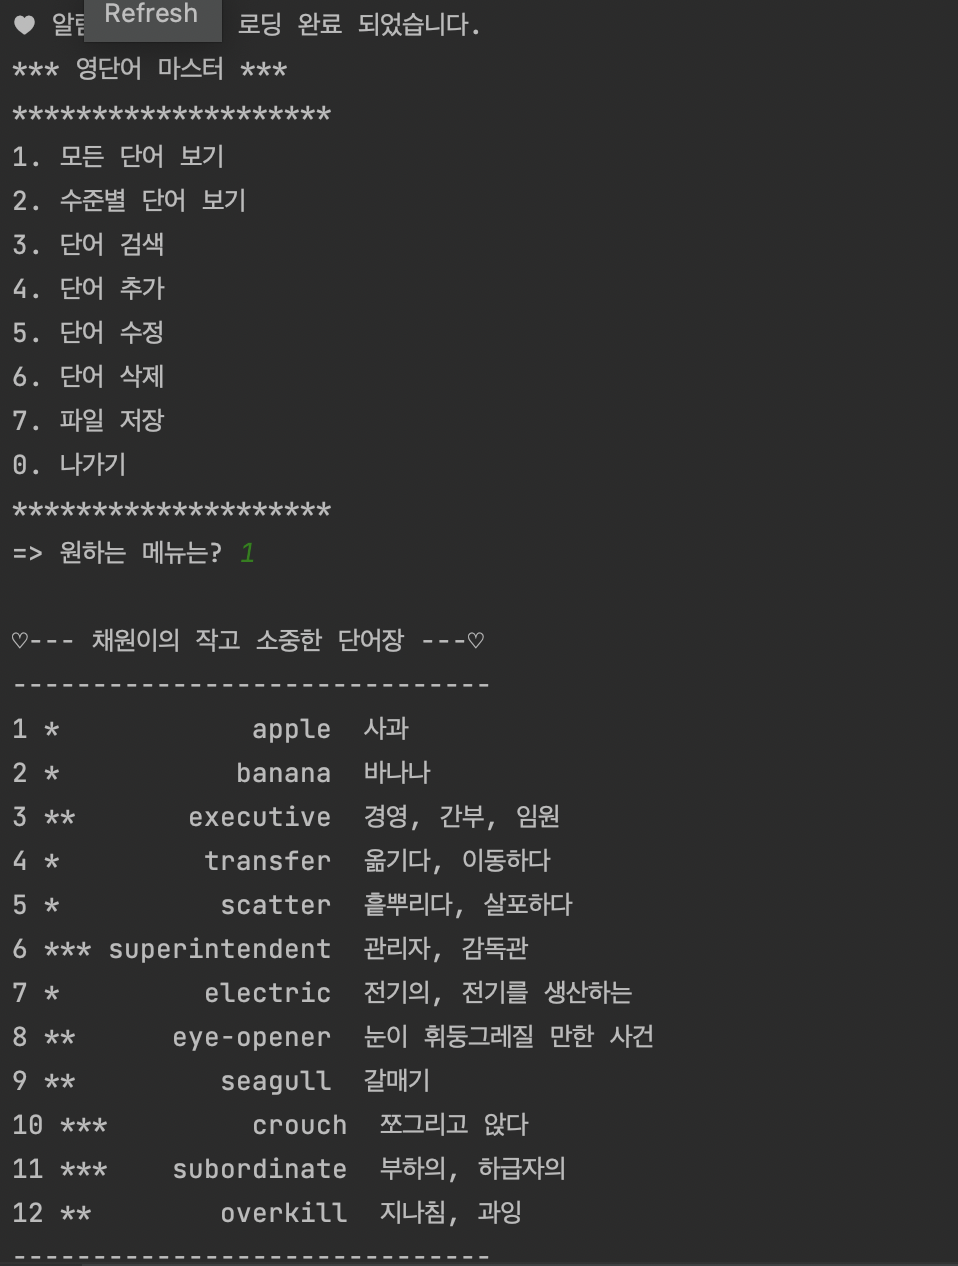 Refresh
♥ 로딩 완료 되었습니다.
*** 영단어 마스터 ***
********************
1. 모든 단어 보기
2. 수준별 단어 보기
3. 단어 검색
4. 단어 추가
5. 단어 수정
6. 단어 삭제
7. 파일 저장
0. 나가기
********************
=> 원하는 메뉴는? 1
♡--- 채원이의 작고 소중한 단어장 ---♡
------------------------------
1 * apple 사과
2 * banana 바나나
3 ** executive 경영, 간부, 임원
4 * transfer 옮기다, 이동하다
5 * scatter 흩뿌리다, 살포하다
6 *** superintendent 관리자, 감독관
7 * electric 전기의, 전기를 생산하는
8 ** eye-opener 눈이 휘둥그레질 만한 사건
9 ** seagull 갈매기
10 *** crouch 쪼그리고 앉다
11 *** subordinate 부하의, 하급자의
12 ** overkill 지나침, 과잉
------------------------------